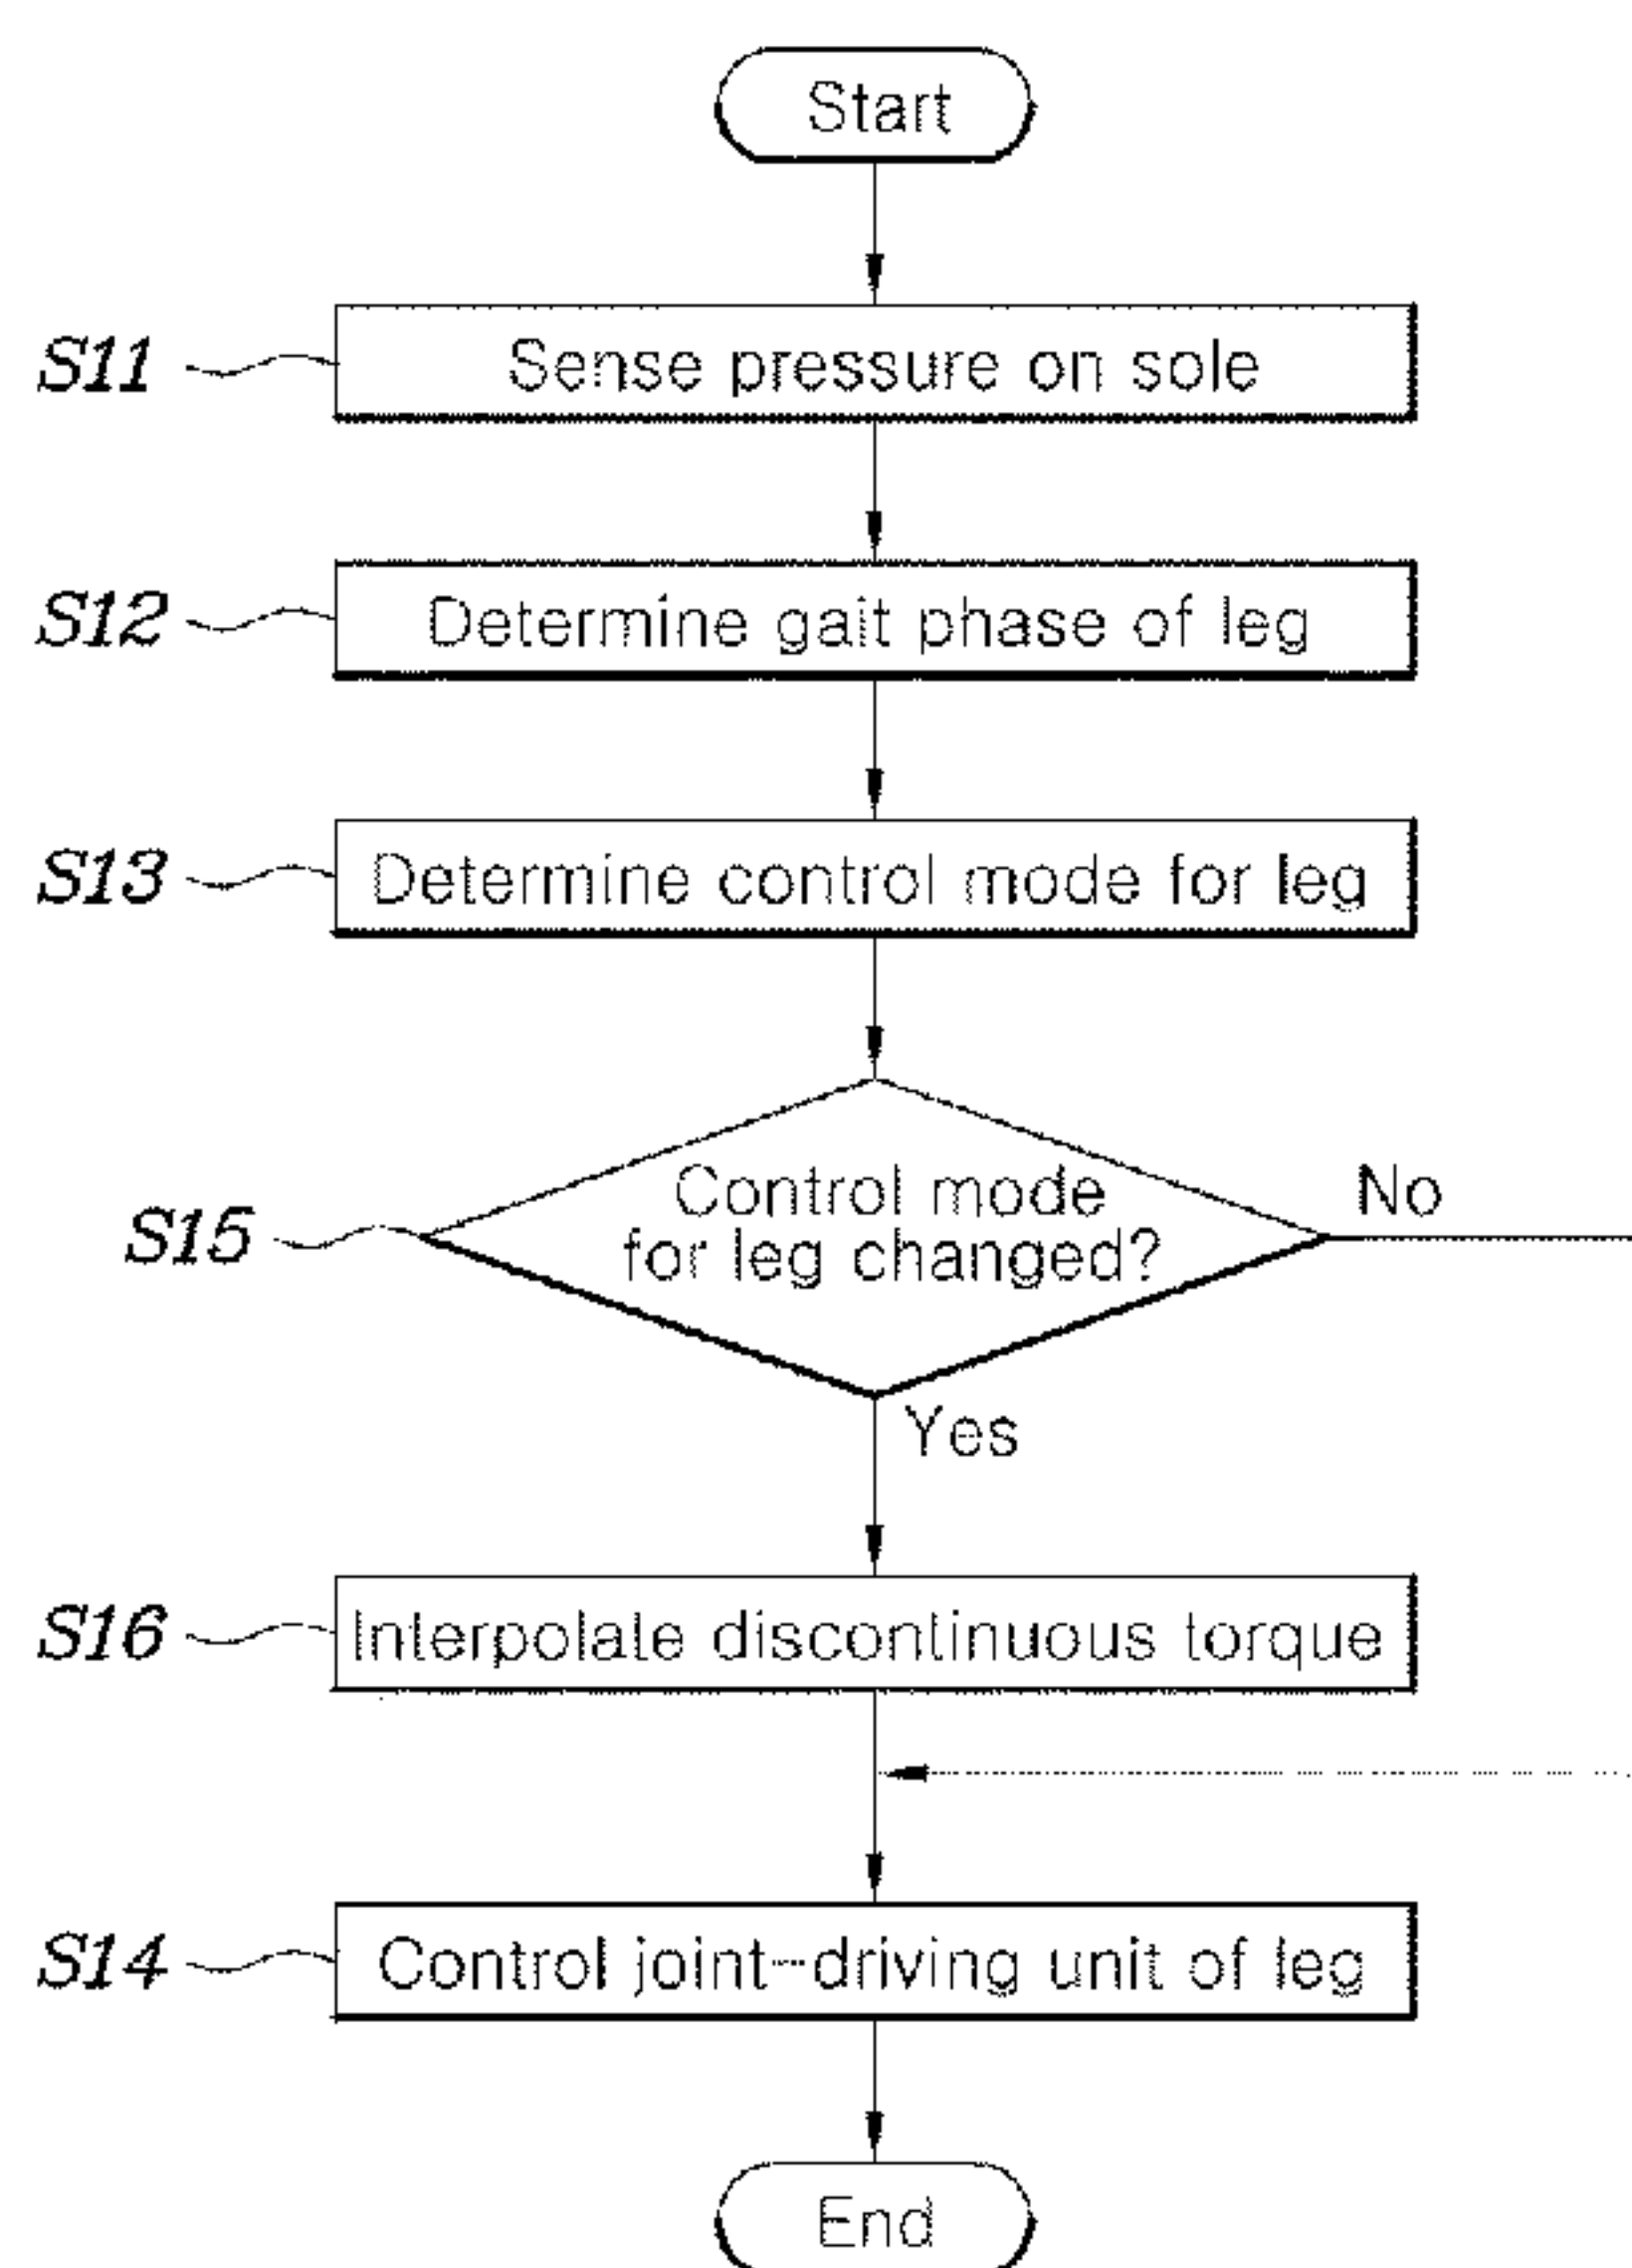 Start
S11
Sense pressure on sole
S12
Determine gait phase of leg
S13
Determine control mode for leg
S15
Control mode
for leg changed?
No
Yes
S16
Interpolate discontinuous torque
S14
Control joint-driving unit of leg
End